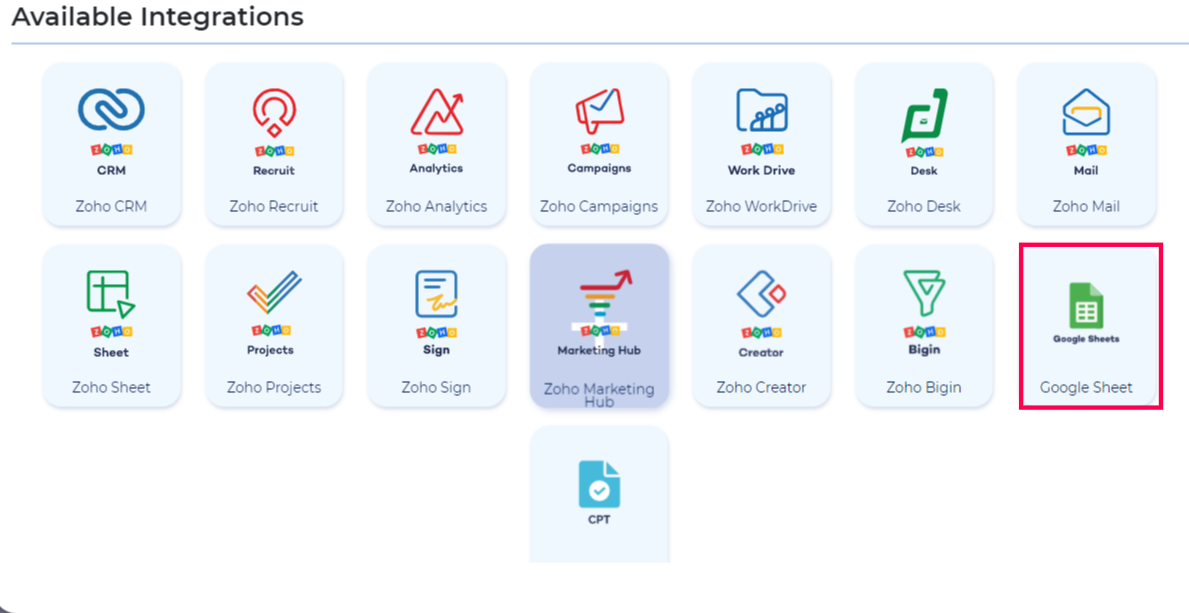 Available Integrations
ZOHO ZOHO ZOHO ZOHO ZOHO ZOHO ZOHO
CRM Recruit Analytics Campaigns Work Drive Desk Mail
Zoho CRM Zoho Recruit Zoho Analytics Zoho Campaigns Zoho WorkDrive Zoho Desk Zoho Mail
ZOHO ZOHO ZOHO ZOHO ZOHO ZOHO Google Sheets
Sheet Projects Sign Marketing Hub Creator Bigin
Zoho Sheet Zoho Projects Zoho Sign Zoho Marketing Zoho Creator Zoho Bigin Google Sheet
Hub
CPT